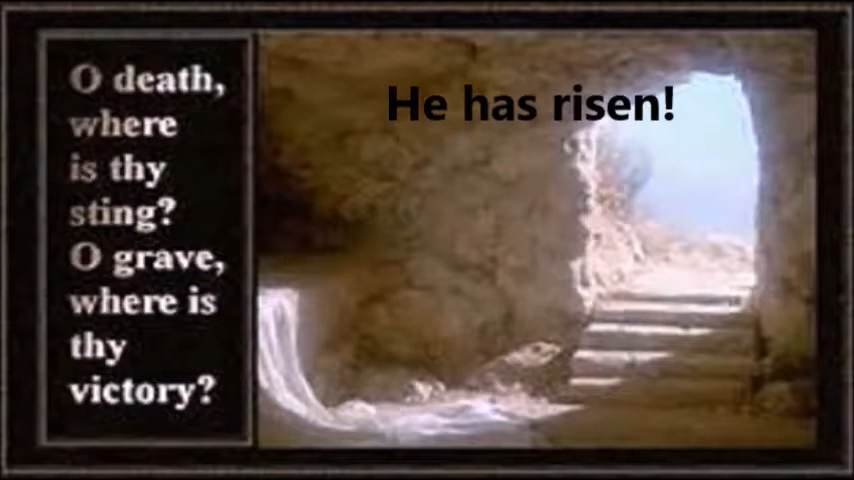 O death,
where
is thy
sting?
O grave,
where is
thy
victory?
He has risen!